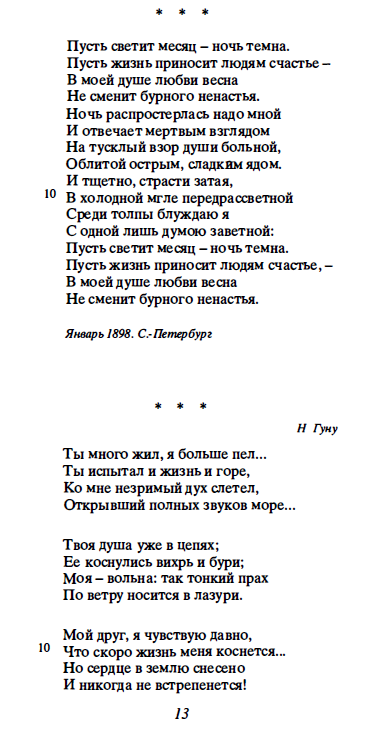 * * *
Пусть светит месяц – ночь темна.
Пусть жизнь приносит людям счастье –
В моей душе любви весна
Не сменит бурного ненастья.
Ночь распростерлась надо мной
И отвечает мертвым взглядом
На тусклый взор души больной,
Облитой острым, сладким ядом.
И тщетно, страсти затая,
10 В холодной мгле передрассветной
Среди толпы блуждаю я
С одной лишь думою заветной:
Пусть светит месяц – ночь темна.
Пусть жизнь приносит людям счастье, –
В моей душе любви весна
Не сменит бурного ненастья.
Январь 1898. С.-Петербург
* * *
Н Гуну
Ты много жил, я больше пел...
Ты испытал и жизнь и горе,
Ко мне незримый дух слетел,
Открывший полных звуков море...
Твоя душа уже в цепях;
Ее коснулись вихрь и бури;
Моя – вольна: так тонкий прах
По ветру носится в лазури.
Мой друг, я чувствую давно,
10 Что скоро жизнь меня коснется...
Но сердце в землю снесено
И никогда не встрепенется!
13